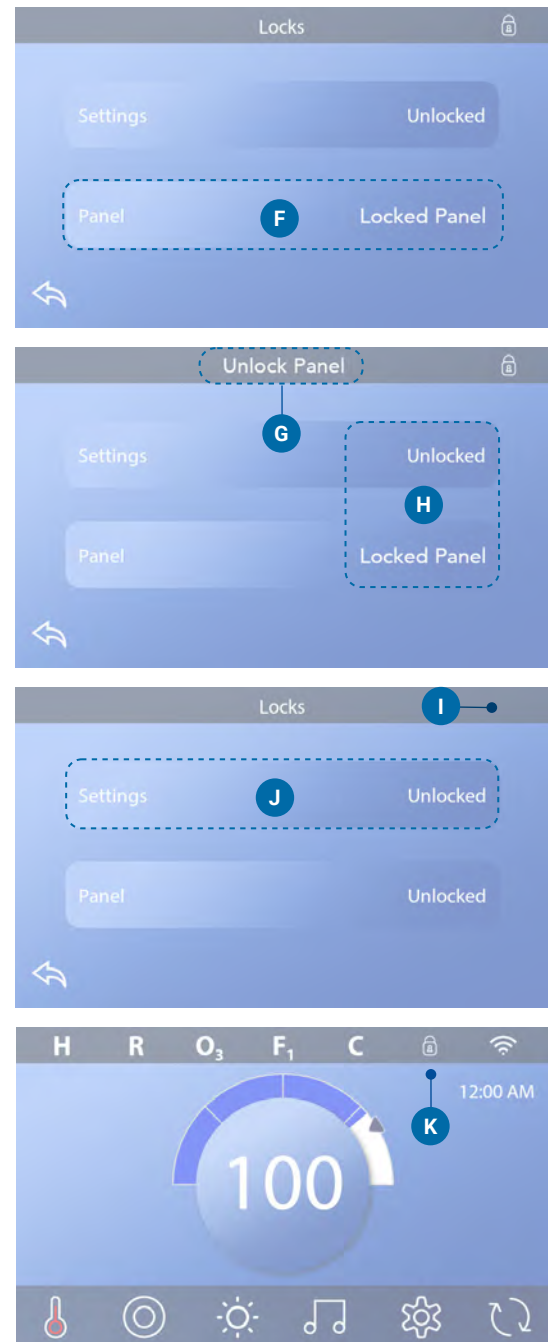 Locks
Settings Unlocked
Panel F Locked Panel
Unlock Panel
G
Settings Unlocked
H
Panel Locked Panel
Locks I
Settings J Unlocked
Panel Unlocked
H R O₃ F₁ C
12:00 AM
K
100